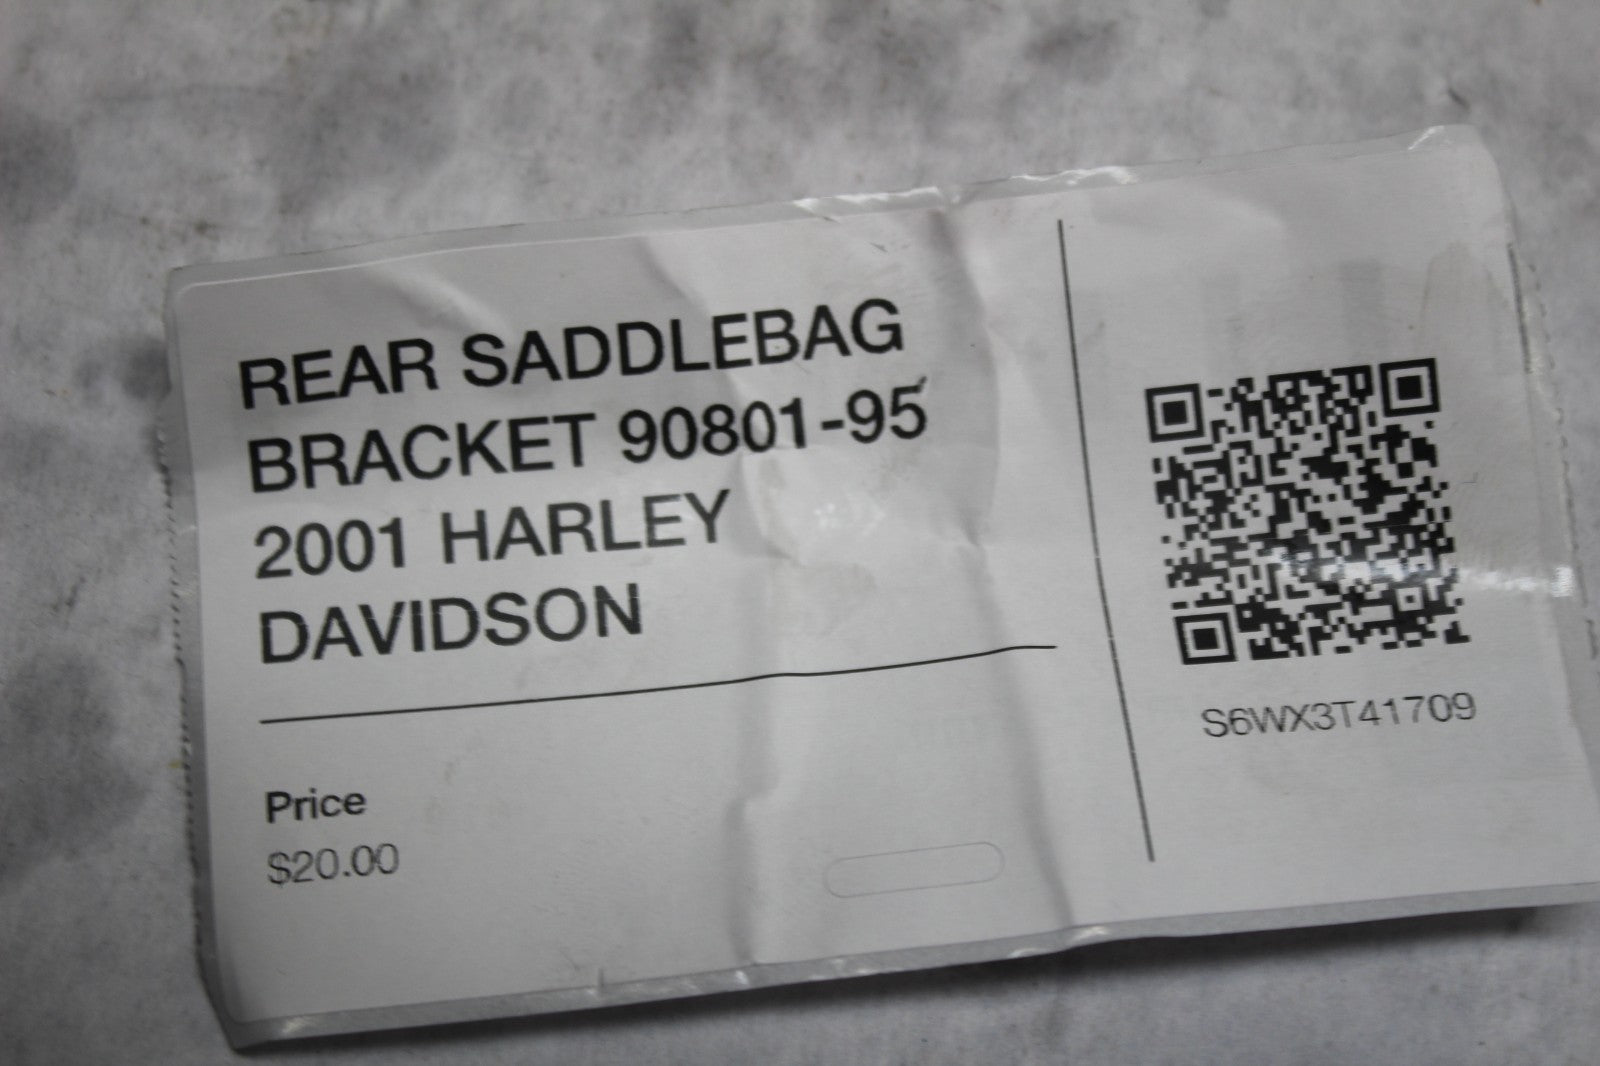 REAR SADDLEBAG
BRACKET 90801-95
2001 HARLEY
DAVIDSON
Price
$20.00
S6WX3T41709